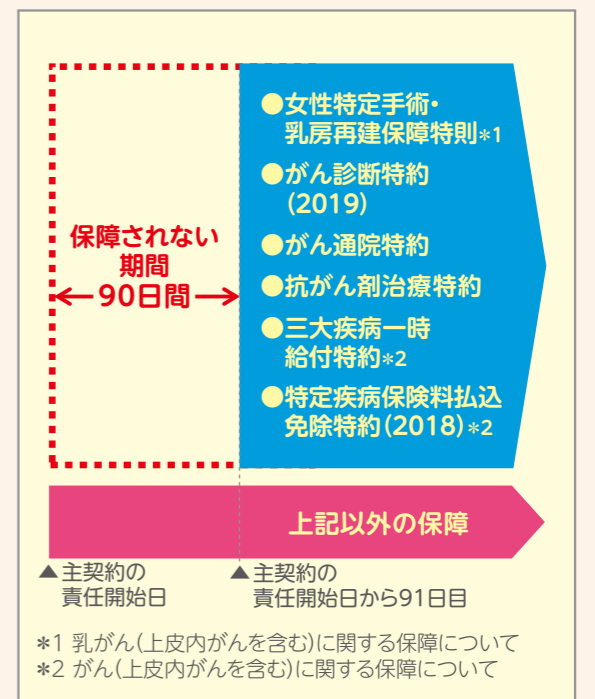 保障されない
期間
90日間
●女性特定手術・
乳房再建保障特則*1
●がん診断特約
(2019)
●がん通院特約
●抗がん剤治療特約
●三大疾病一時
給付特約*2
●特定疾病保険料払込
免除特約(2018)*2
上記以外の保障
▲主契約の
責任開始日
▲主契約の
責任開始日から91日目
*1 乳がん(上皮内がんを含む)に関する保障について
*2 がん(上皮内がんを含む)に関する保障について